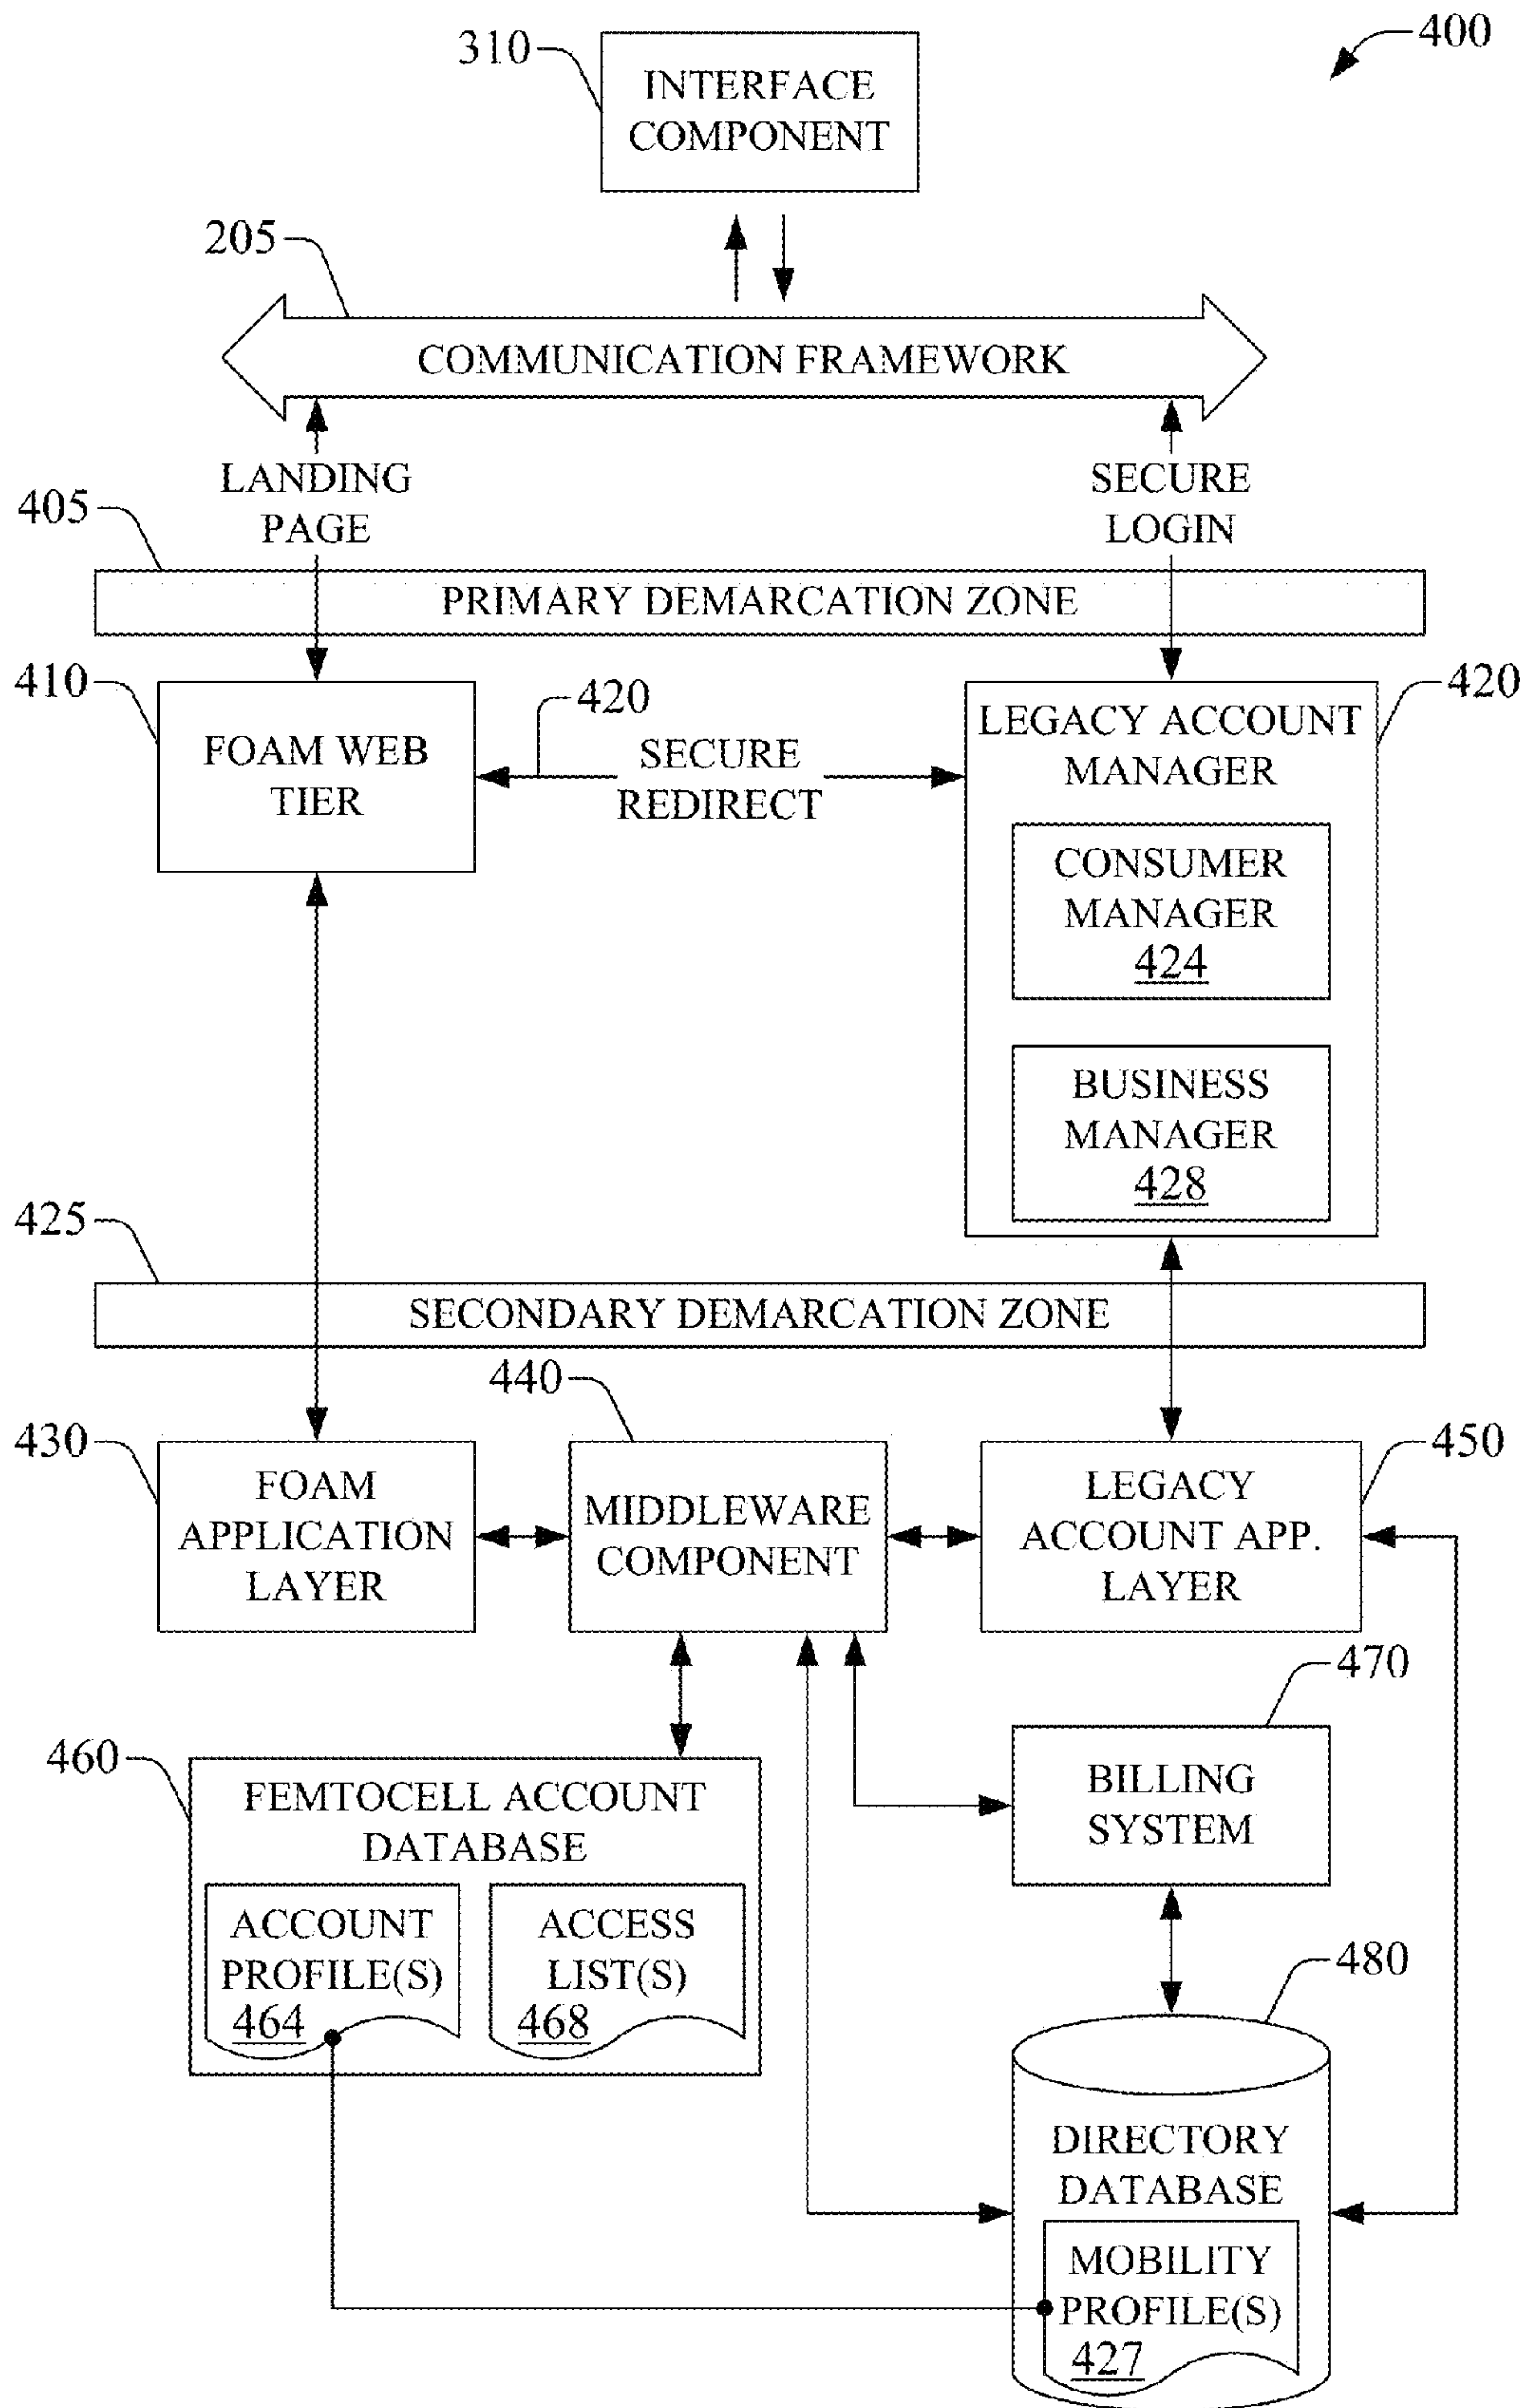 400
310
INTERFACE
COMPONENT
205
COMMUNICATION FRAMEWORK
LANDING
PAGE
SECURE
LOGIN
405
PRIMARY DEMARCATION ZONE
410
FOAM WEB
TIER
420
SECURE
REDIRECT
420
LEGACY ACCOUNT
MANAGER
CONSUMER
MANAGER
424
BUSINESS
MANAGER
428
425
SECONDARY DEMARCATION ZONE
430
FOAM
APPLICATION
LAYER
440
MIDDLEWARE
COMPONENT
450
LEGACY
ACCOUNT APP.
LAYER
460
FEMTOCELL ACCOUNT
DATABASE
ACCOUNT
PROFILE(S)
464
ACCESS
LIST(S)
468
470
BILLING
SYSTEM
480
DIRECTORY
DATABASE
MOBILITY
PROFILE(S)
427